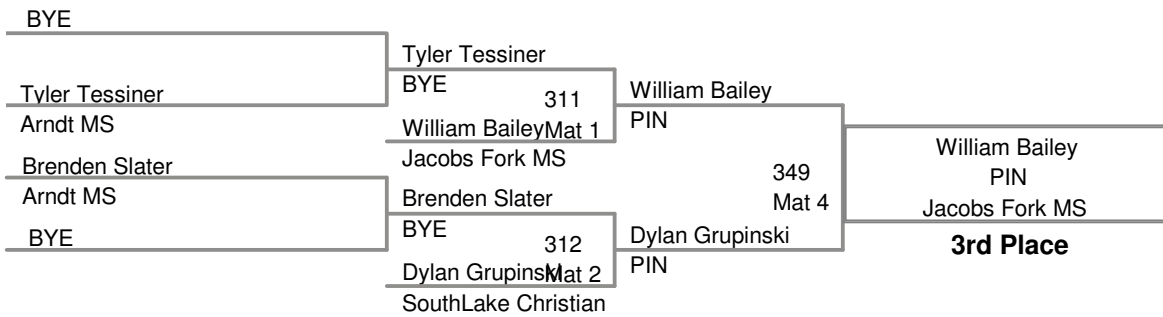 BYE
Tyler Tessiner
Arndt MS
Brenden Slater
Arndt MS
BYE
Tyler Tessiner
BYE
311
William Bailey Mat 1
Jacobs Fork MS
Brenden Slater
BYE
312
Dylan Grupinski Mat 2
SouthLake Christian
William Bailey
PIN
349
Mat 4
Dylan Grupinski
PIN
William Bailey
PIN
Jacobs Fork MS
3rd Place